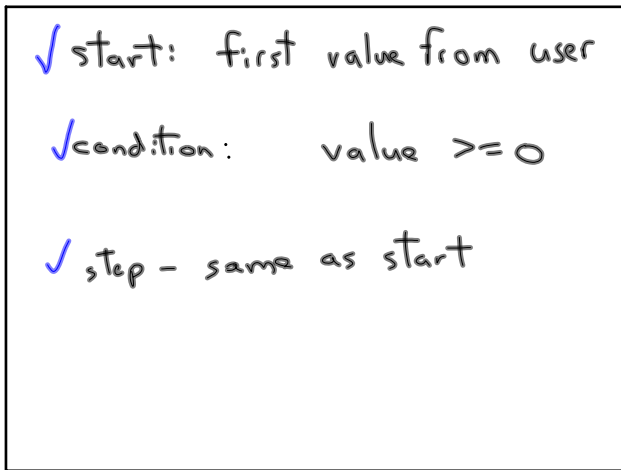 ✓ start: first value from user
✓ condition: value >= 0
✓ step - same as start